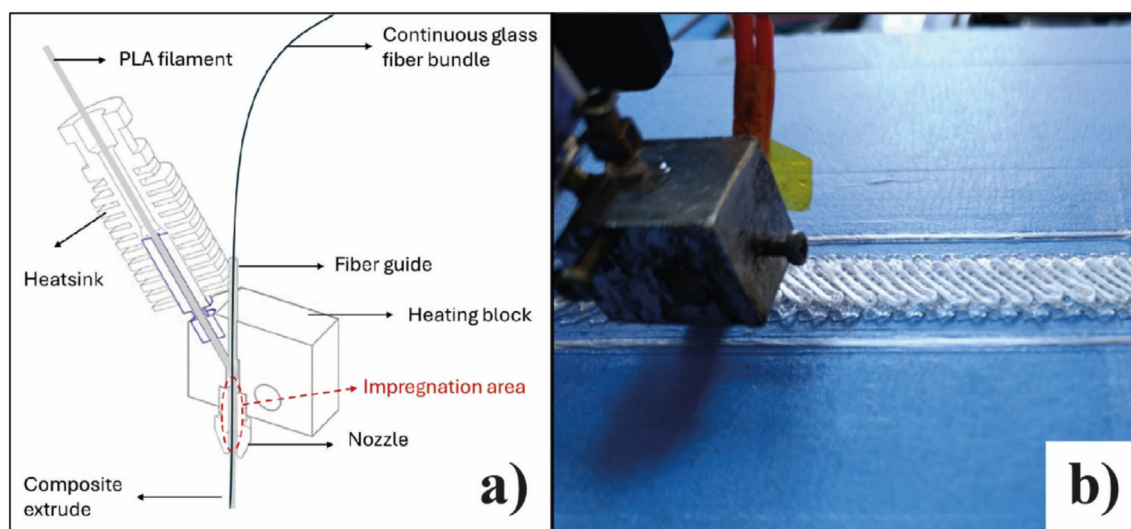 PLA filament
Continuous glass
fiber bundle
Heatsink
Fiber guide
Heating block
Impregnation area
Nozzle
Composite
extrude
a)
b)